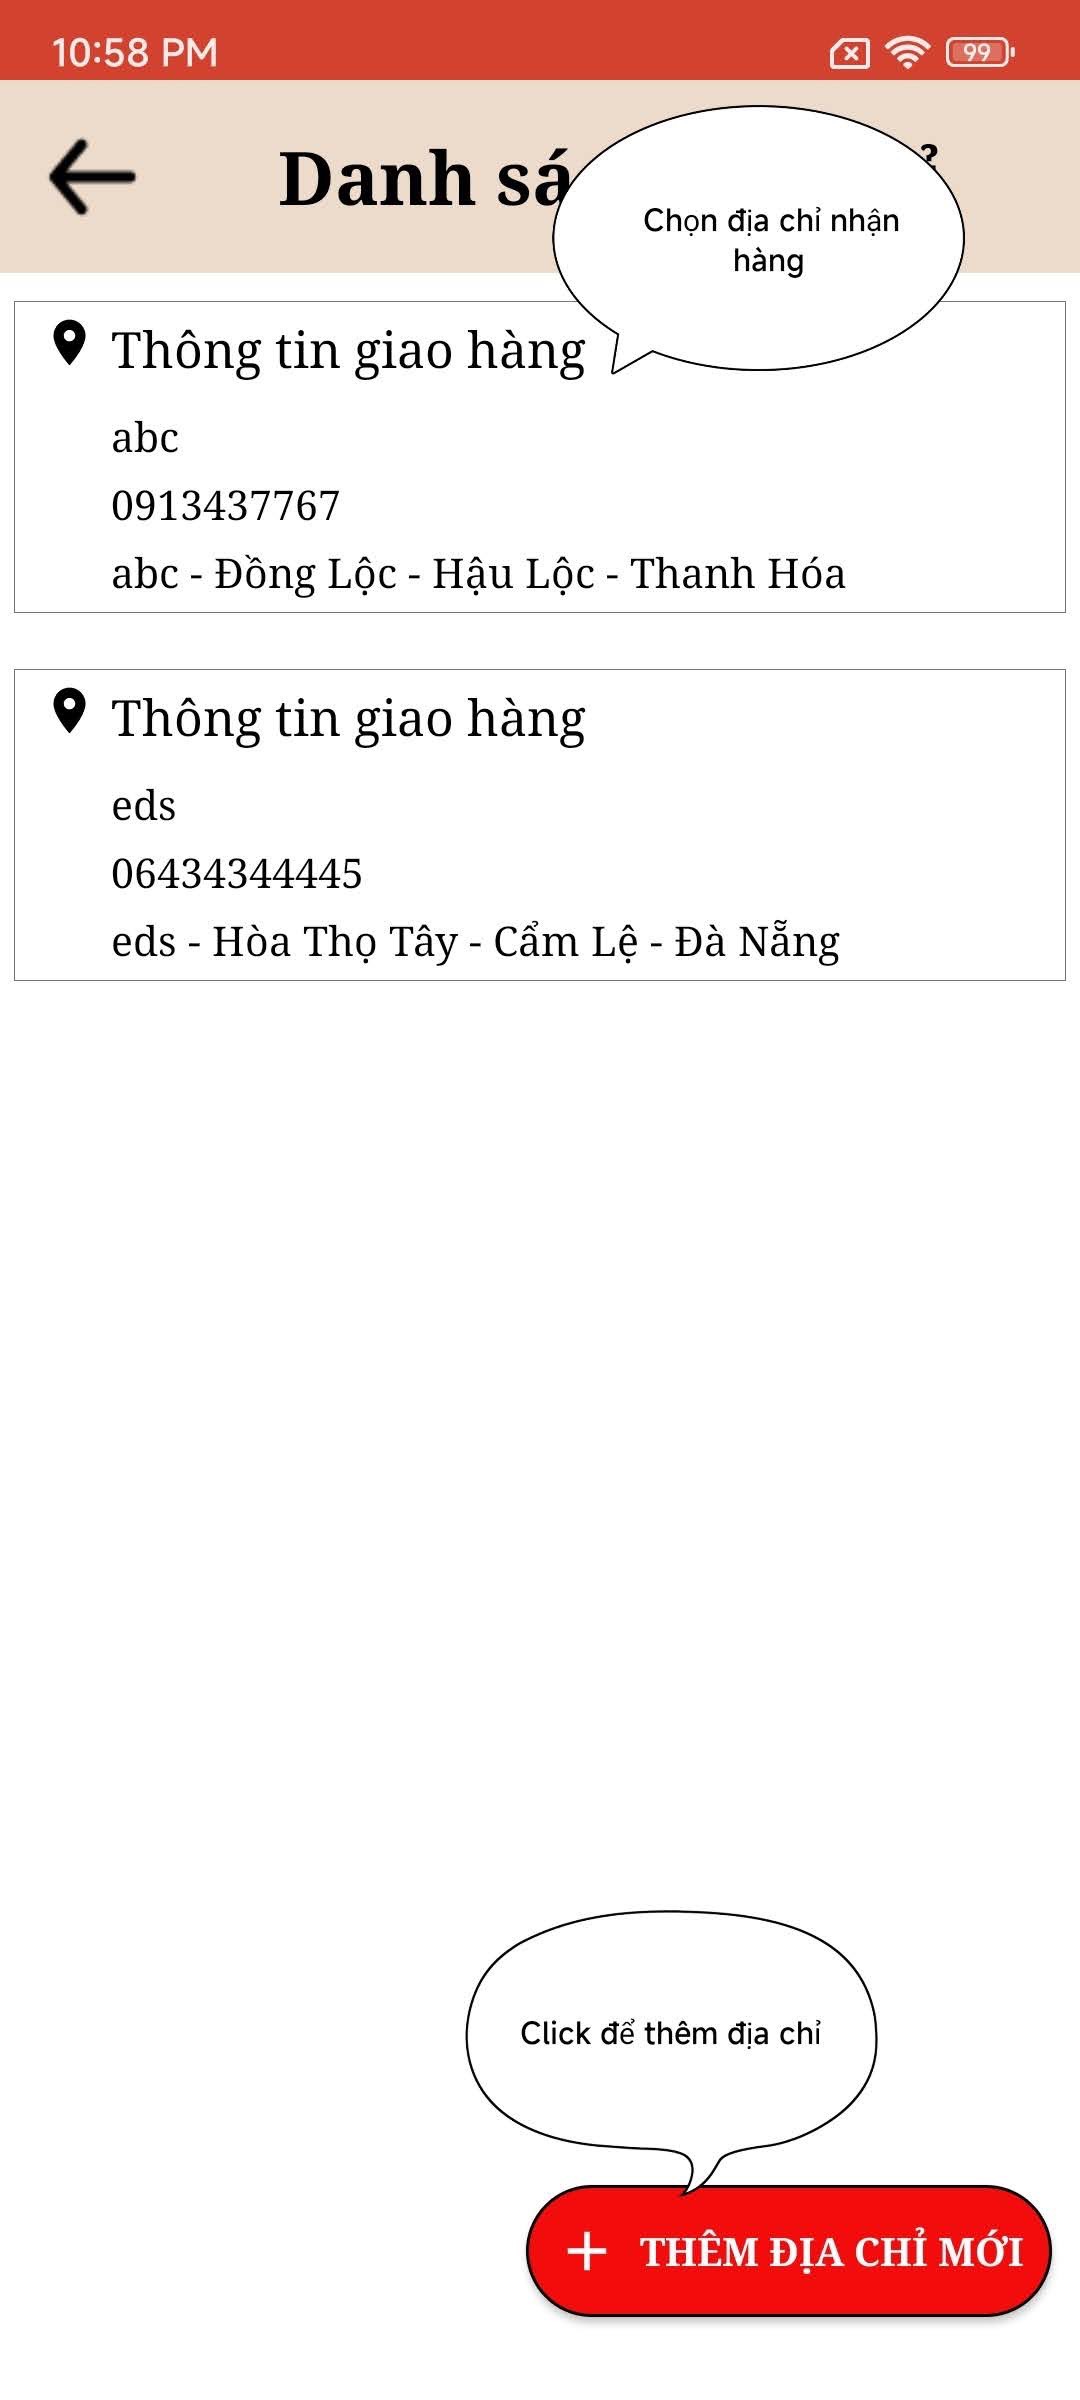 10:58 PM
99
Danh sá
Chọn địa chỉ nhận
hàng
Thông tin giao hàng
abc
0913437767
abc - Đồng Lộc - Hậu Lộc - Thanh Hóa
Thông tin giao hàng
eds
06434344445
eds - Hòa Thọ Tây - Cẩm Lệ - Đà Nẵng
Click để thêm địa chỉ
+ THÊM ĐỊA CHỈ MỚI